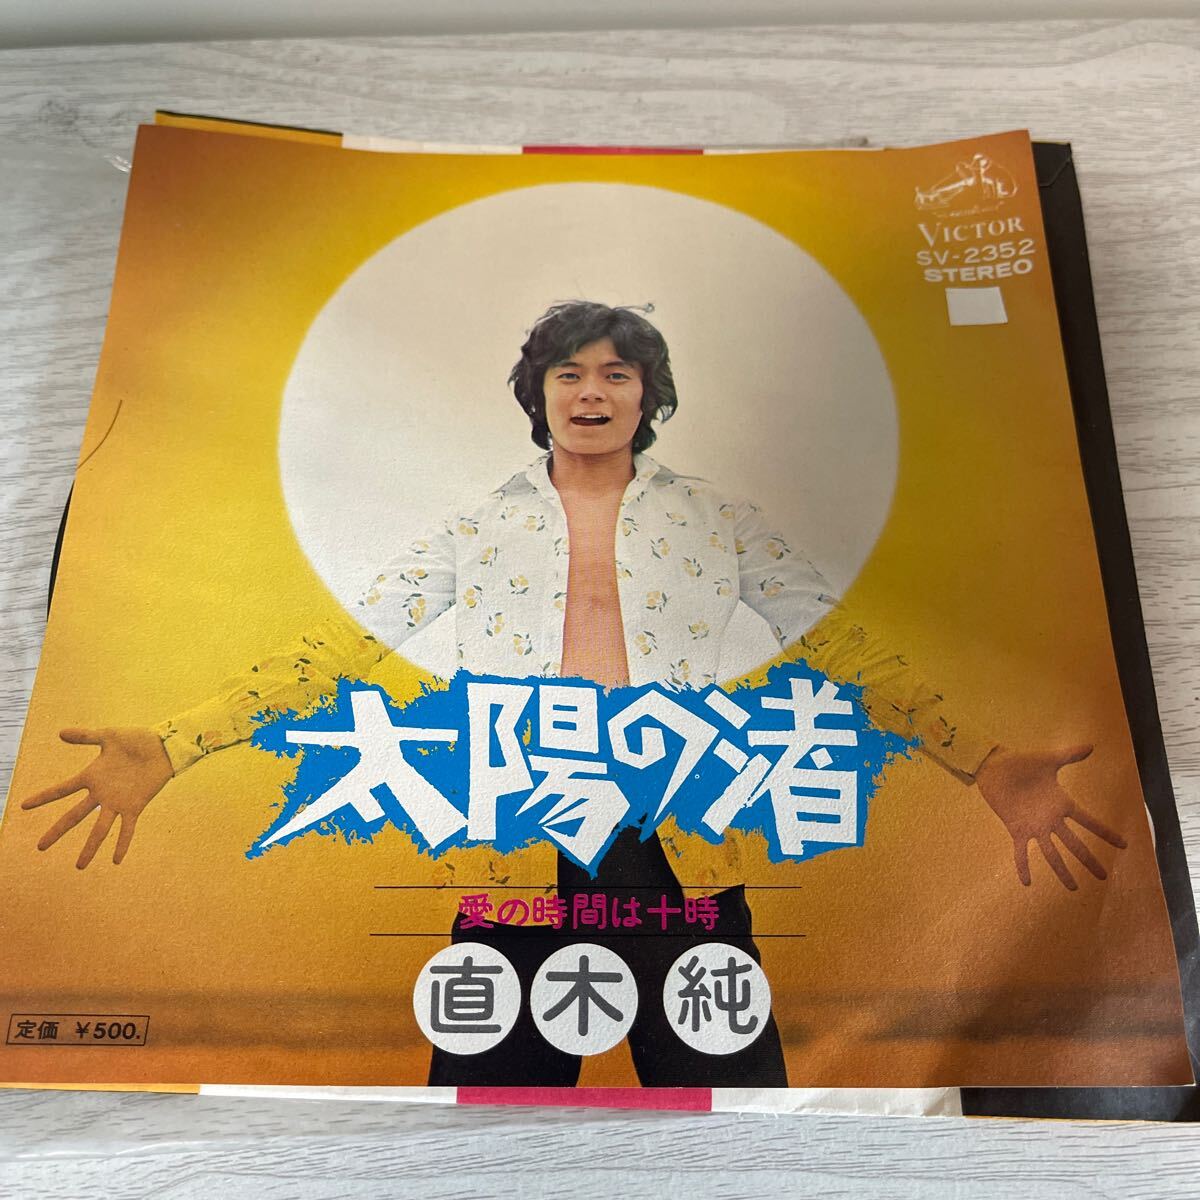 VICTOR
SV-2352
STEREO
太陽の渚
愛の時間は十時
直木純
定価 ¥500.